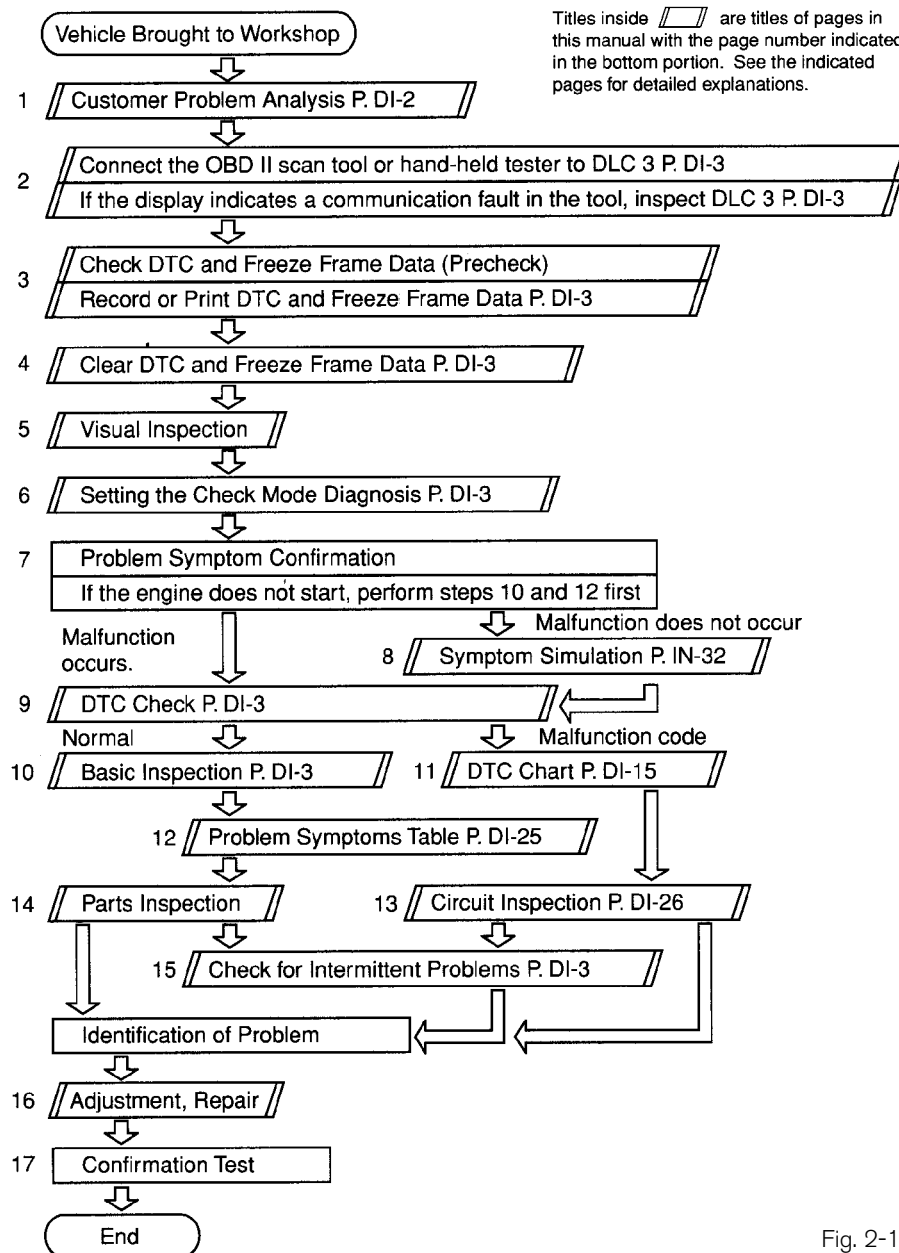 Vehicle Brought to Workshop
Titles inside are titles of pages in
this manual with the page number indicated
in the bottom portion. See the indicated
pages for detailed explanations.
1 Customer Problem Analysis P. DI-2
2
Connect the OBD II scan tool or hand-held tester to DLC 3 P. DI-3
If the display indicates a communication fault in the tool, inspect DLC 3 P. DI-3
3
Check DTC and Freeze Frame Data (Precheck)
Record or Print DTC and Freeze Frame Data P. DI-3
4 Clear DTC and Freeze Frame Data P. DI-3
5 Visual Inspection
6 Setting the Check Mode Diagnosis P. DI-3
7 Problem Symptom Confirmation
If the engine does not start, perform steps 10 and 12 first
Malfunction
occurs.
Malfunction does not occur
8 Symptom Simulation P. IN-32
9 DTC Check P. DI-3
Normal
Malfunction code
10 Basic Inspection P. DI-3
11 DTC Chart P. DI-15
12 Problem Symptoms Table P. DI-25
14 Parts Inspection
13 Circuit Inspection P. DI-26
15 Check for Intermittent Problems P. DI-3
Identification of Problem
16 Adjustment, Repair
17 Confirmation Test
End
Fig. 2-1